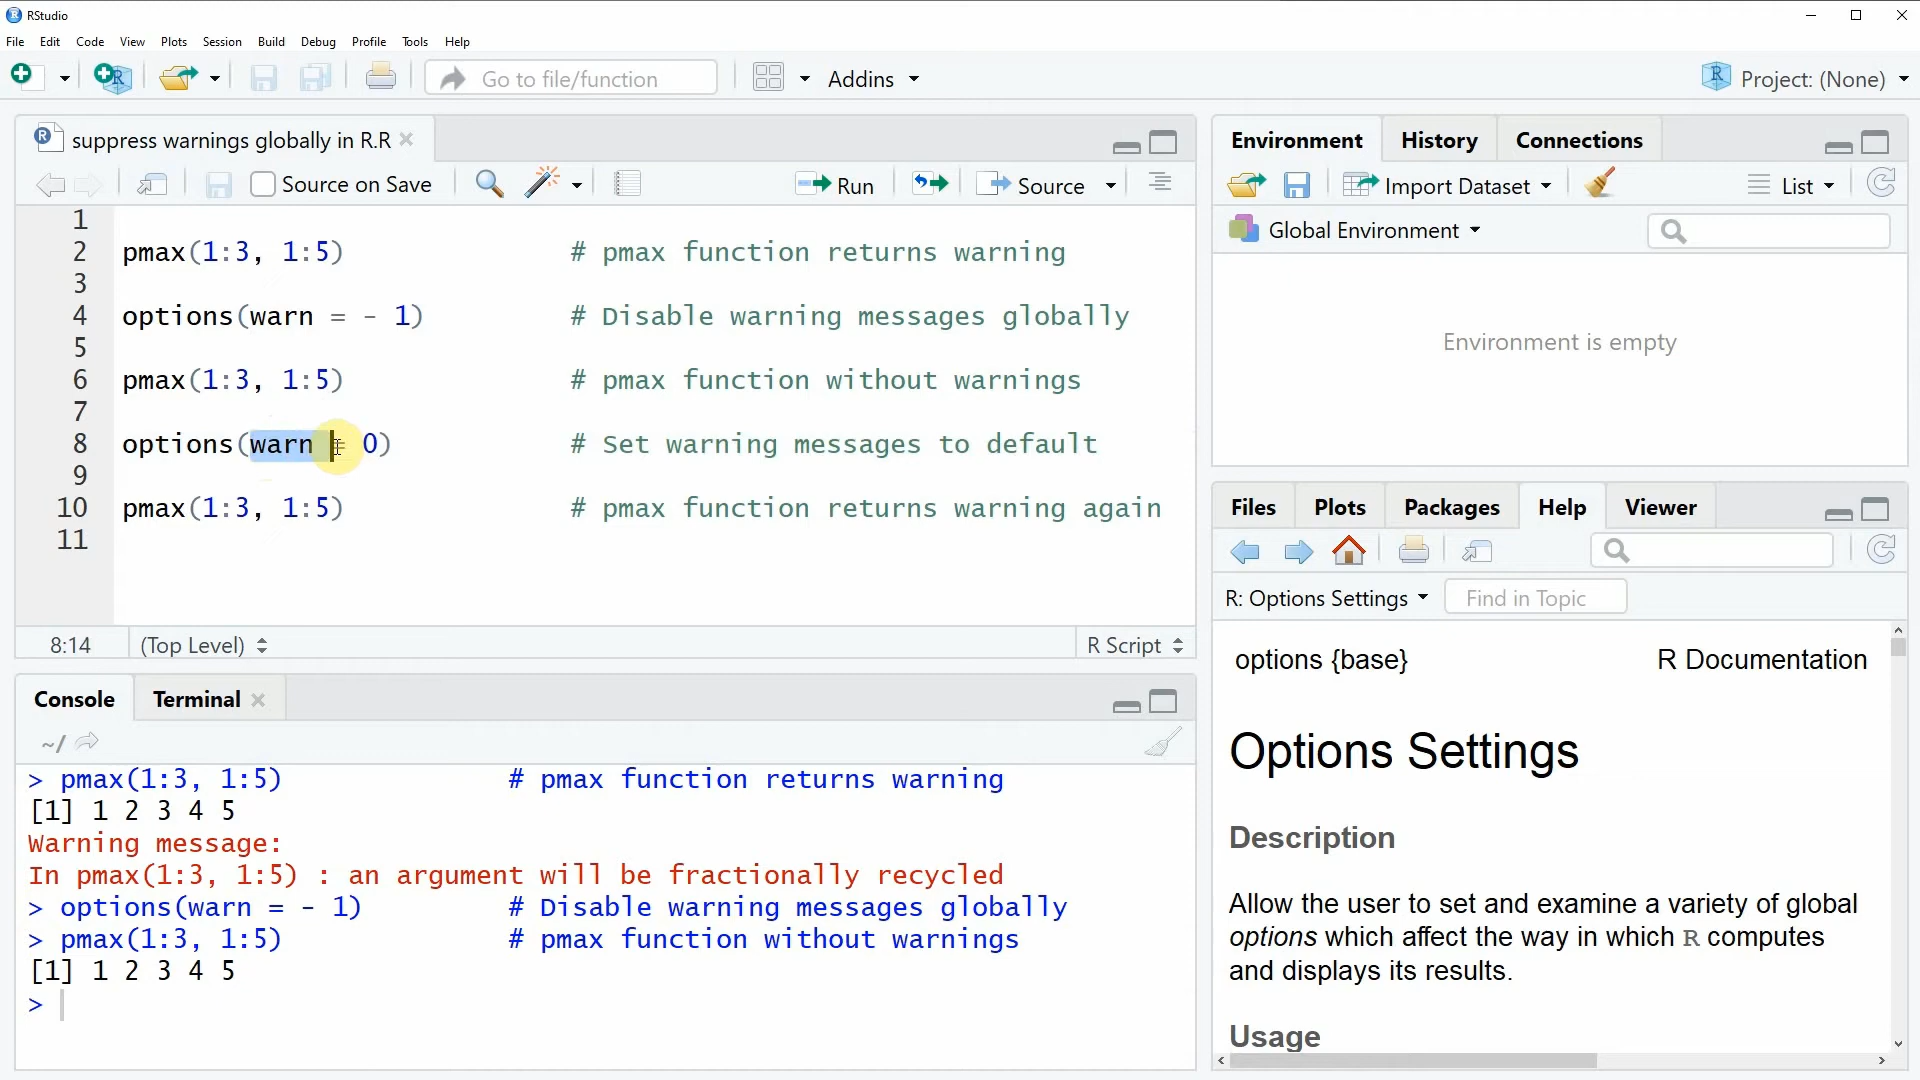 RStudio
File Edit Code View Plots Session Build Debug Profile Tools Help
Go to file/function Addins Project: (None)
suppress warnings globally in R.R
Source on Save Run Source
1
2 pmax(1:3, 1:5) # pmax function returns warning
3
4 options(warn = - 1) # Disable warning messages globally
5
6 pmax(1:3, 1:5) # pmax function without warnings
7
8 options(warn = 0) # Set warning messages to default
9
10 pmax(1:3, 1:5) # pmax function returns warning again
11
8:14 (Top Level) R Script
Console Terminal
~/
> pmax(1:3, 1:5) # pmax function returns warning
[1] 1 2 3 4 5
Warning message:
In pmax(1:3, 1:5) : an argument will be fractionally recycled
> options(warn = - 1) # Disable warning messages globally
> pmax(1:3, 1:5) # pmax function without warnings
[1] 1 2 3 4 5
>
Environment History Connections
Import Dataset List
Global Environment
Environment is empty
Files Plots Packages Help Viewer
R: Options Settings Find in Topic
options {base} R Documentation
Options Settings
Description
Allow the user to set and examine a variety of global
options which affect the way in which R computes
and displays its results.
Usage